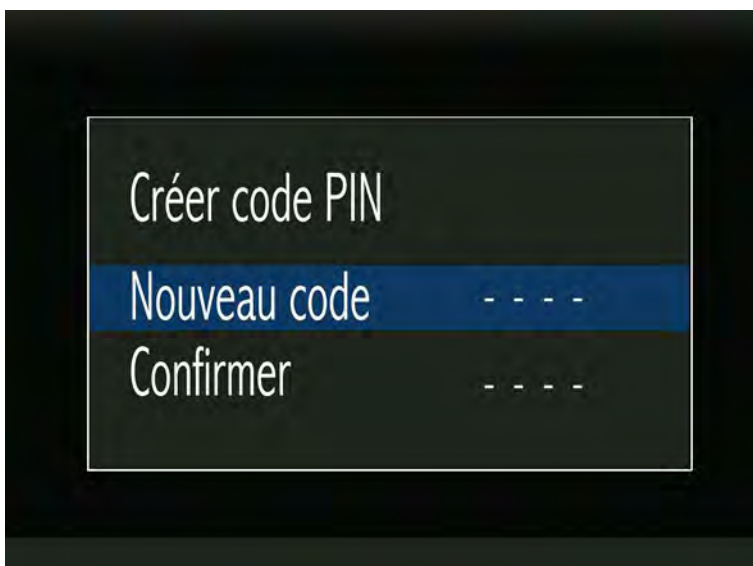 Créer code PIN
Nouveau code - - - -
Confirmer - - - -